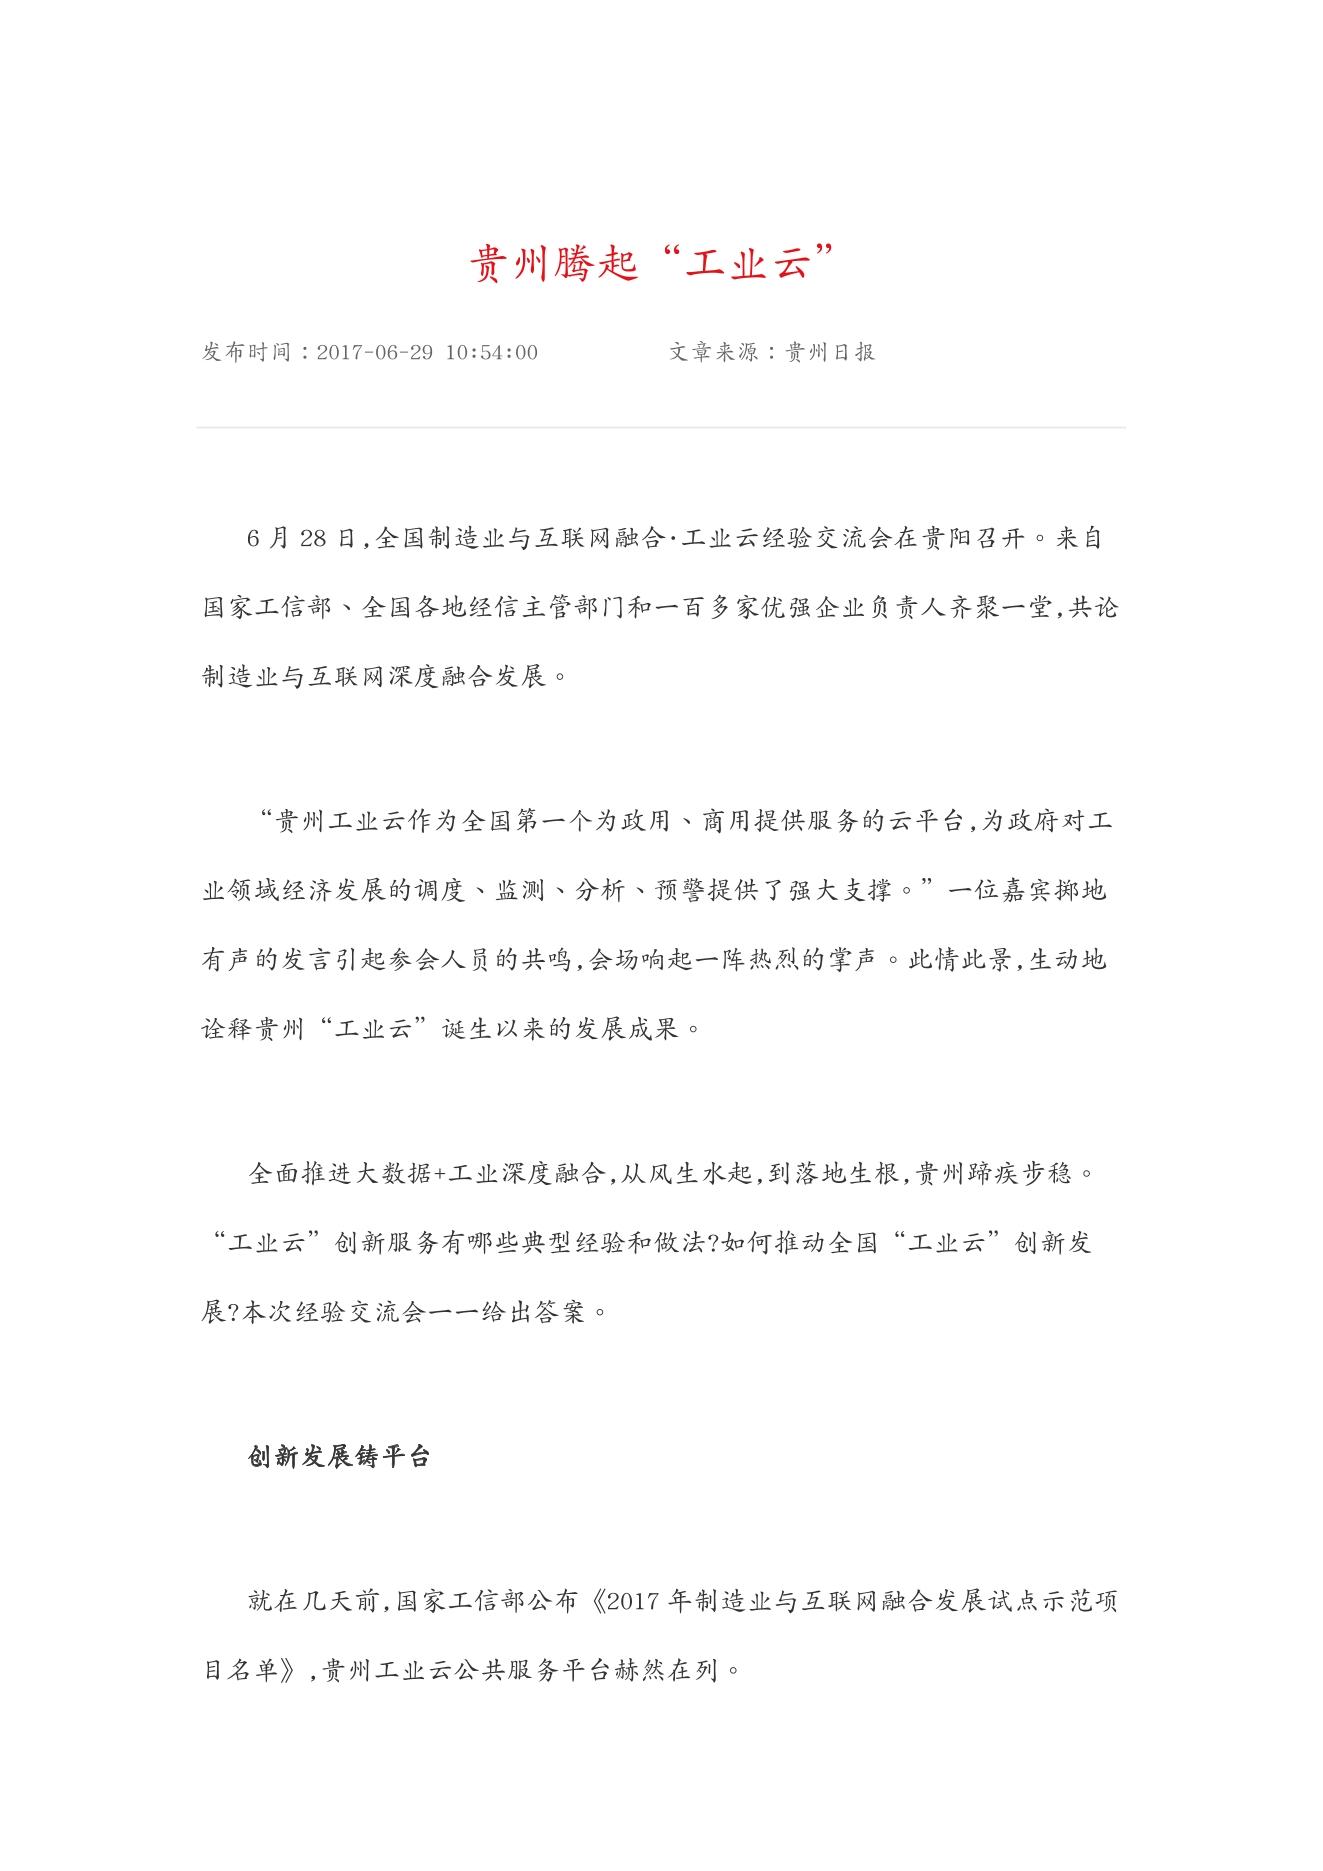 贵州腾起“工业云”
发布时间：2017-06-29 10:54:00 文章来源：贵州日报
6 月 28 日,全国制造业与互联网融合·工业云经验交流会在贵阳召开。来自
国家工信部、全国各地经信主管部门和一百多家优强企业负责人齐聚一堂,共论
制造业与互联网深度融合发展。
“贵州工业云作为全国第一个为政用、商用提供服务的云平台,为政府对工
业领域经济发展的调度、监测、分析、预警提供了强大支撑。”一位嘉宾掷地
有声的发言引起参会人员的共鸣,会场响起一阵热烈的掌声。此情此景,生动地
诠释贵州“工业云”诞生以来的发展成果。
全面推进大数据+工业深度融合,从风生水起,到落地生根,贵州蹄疾步稳。
“工业云”创新服务有哪些典型经验和做法?如何推动全国“工业云”创新发
展?本次经验交流会一一给出答案。
创新发展铸平台
就在几天前,国家工信部公布《2017 年制造业与互联网融合发展试点示范项
目名单》,贵州工业云公共服务平台赫然在列。